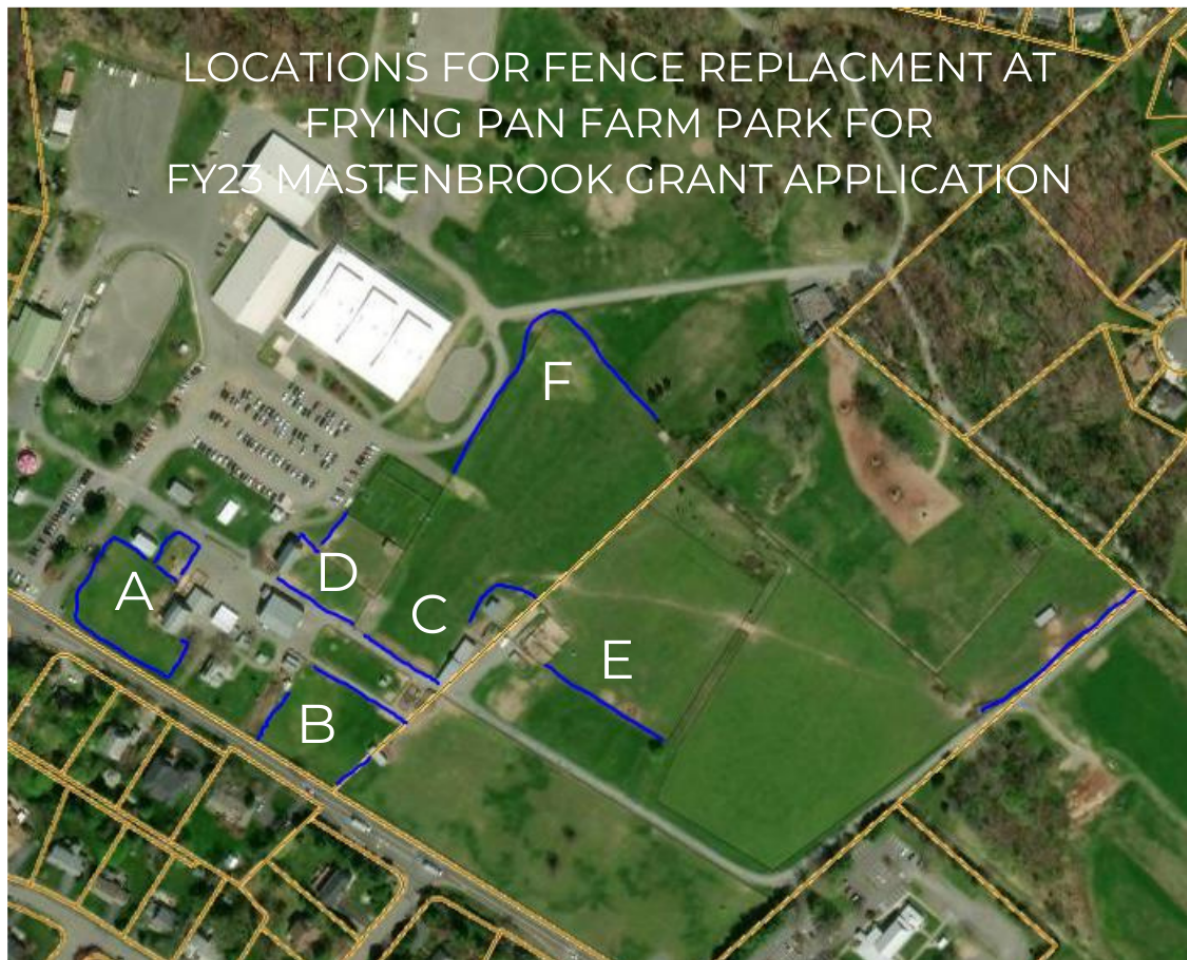 LOCATIONS FOR FENCE REPLACMENT AT
FRYING PAN FARM PARK FOR
FY23 MASTENBROOK GRANT APPLICATION
F
A
D
C
E
B